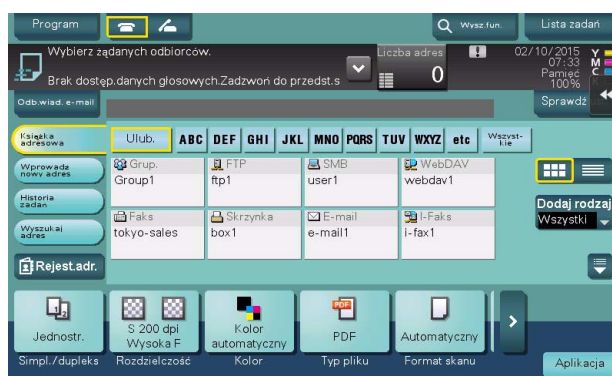 Program
Wysz.fun.
Lista zadań
Wybierz żądanych odbiorców.
Liczba adres
02/10/2015
07:33
Y
M
C
Pamięć
100%
Brak dostęp.danych głosowych.Zadzwoń do przedst.s
0
Odb.wiad. e-mail
Sprawdź
Książka
adresowa
Ulub.
ABC
DEF
GHI
JKL
MNO
PQRS
TUV
WXYZ
etc
Wszyst-
kie
Wprowadź
nowy adres
Grup.
FTP
SMB
WebDAV
Group1
ftp1
user1
webdav1
Historia
zadań
Dodaj rodzaj
Wszystki
Faks
Skrzynka
E-mail
I-Faks
tokyo-sales
box1
e-mail1
i-fax1
Wyszukaj
adres
Rejest.adr.
Jednostr.
S 200 dpi
Wysoka F
Kolor
automatyczny
PDF
PDF
Automatyczny
Simpl./dupleks
Rozdzielczość
Kolor
Typ pliku
Format skanu
Aplikacja